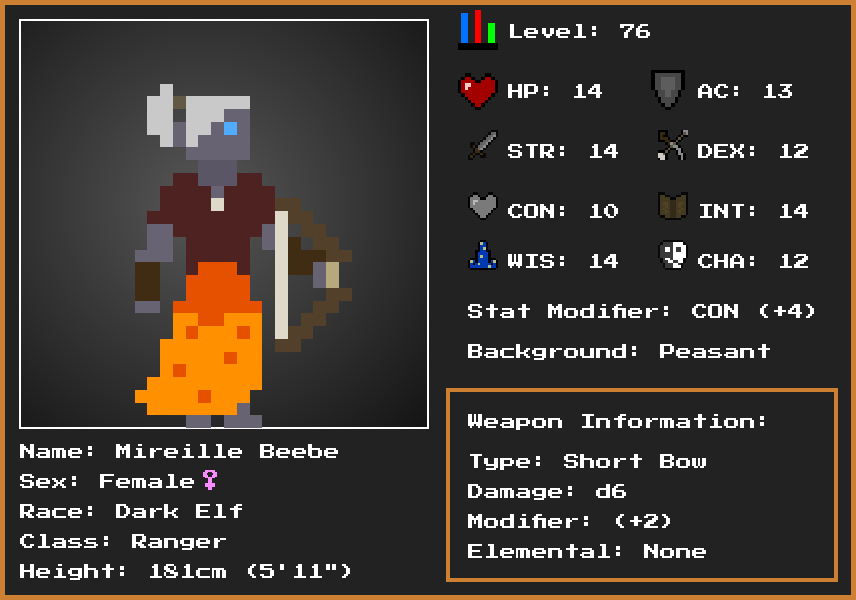 Level: 76
HP: 14 AC: 13
STR: 14 DEX: 12
CON: 10 INT: 14
WIS: 14 CHA: 12
Stat Modifier: CON (+4)
Background: Peasant
Weapon Information:
Type: Short Bow
Damage: d6
Modifier: (+2)
Elemental: None
Name: Mireille Beebe
Sex: Female♀
Race: Dark Elf
Class: Ranger
Height: 181cm (5'11")